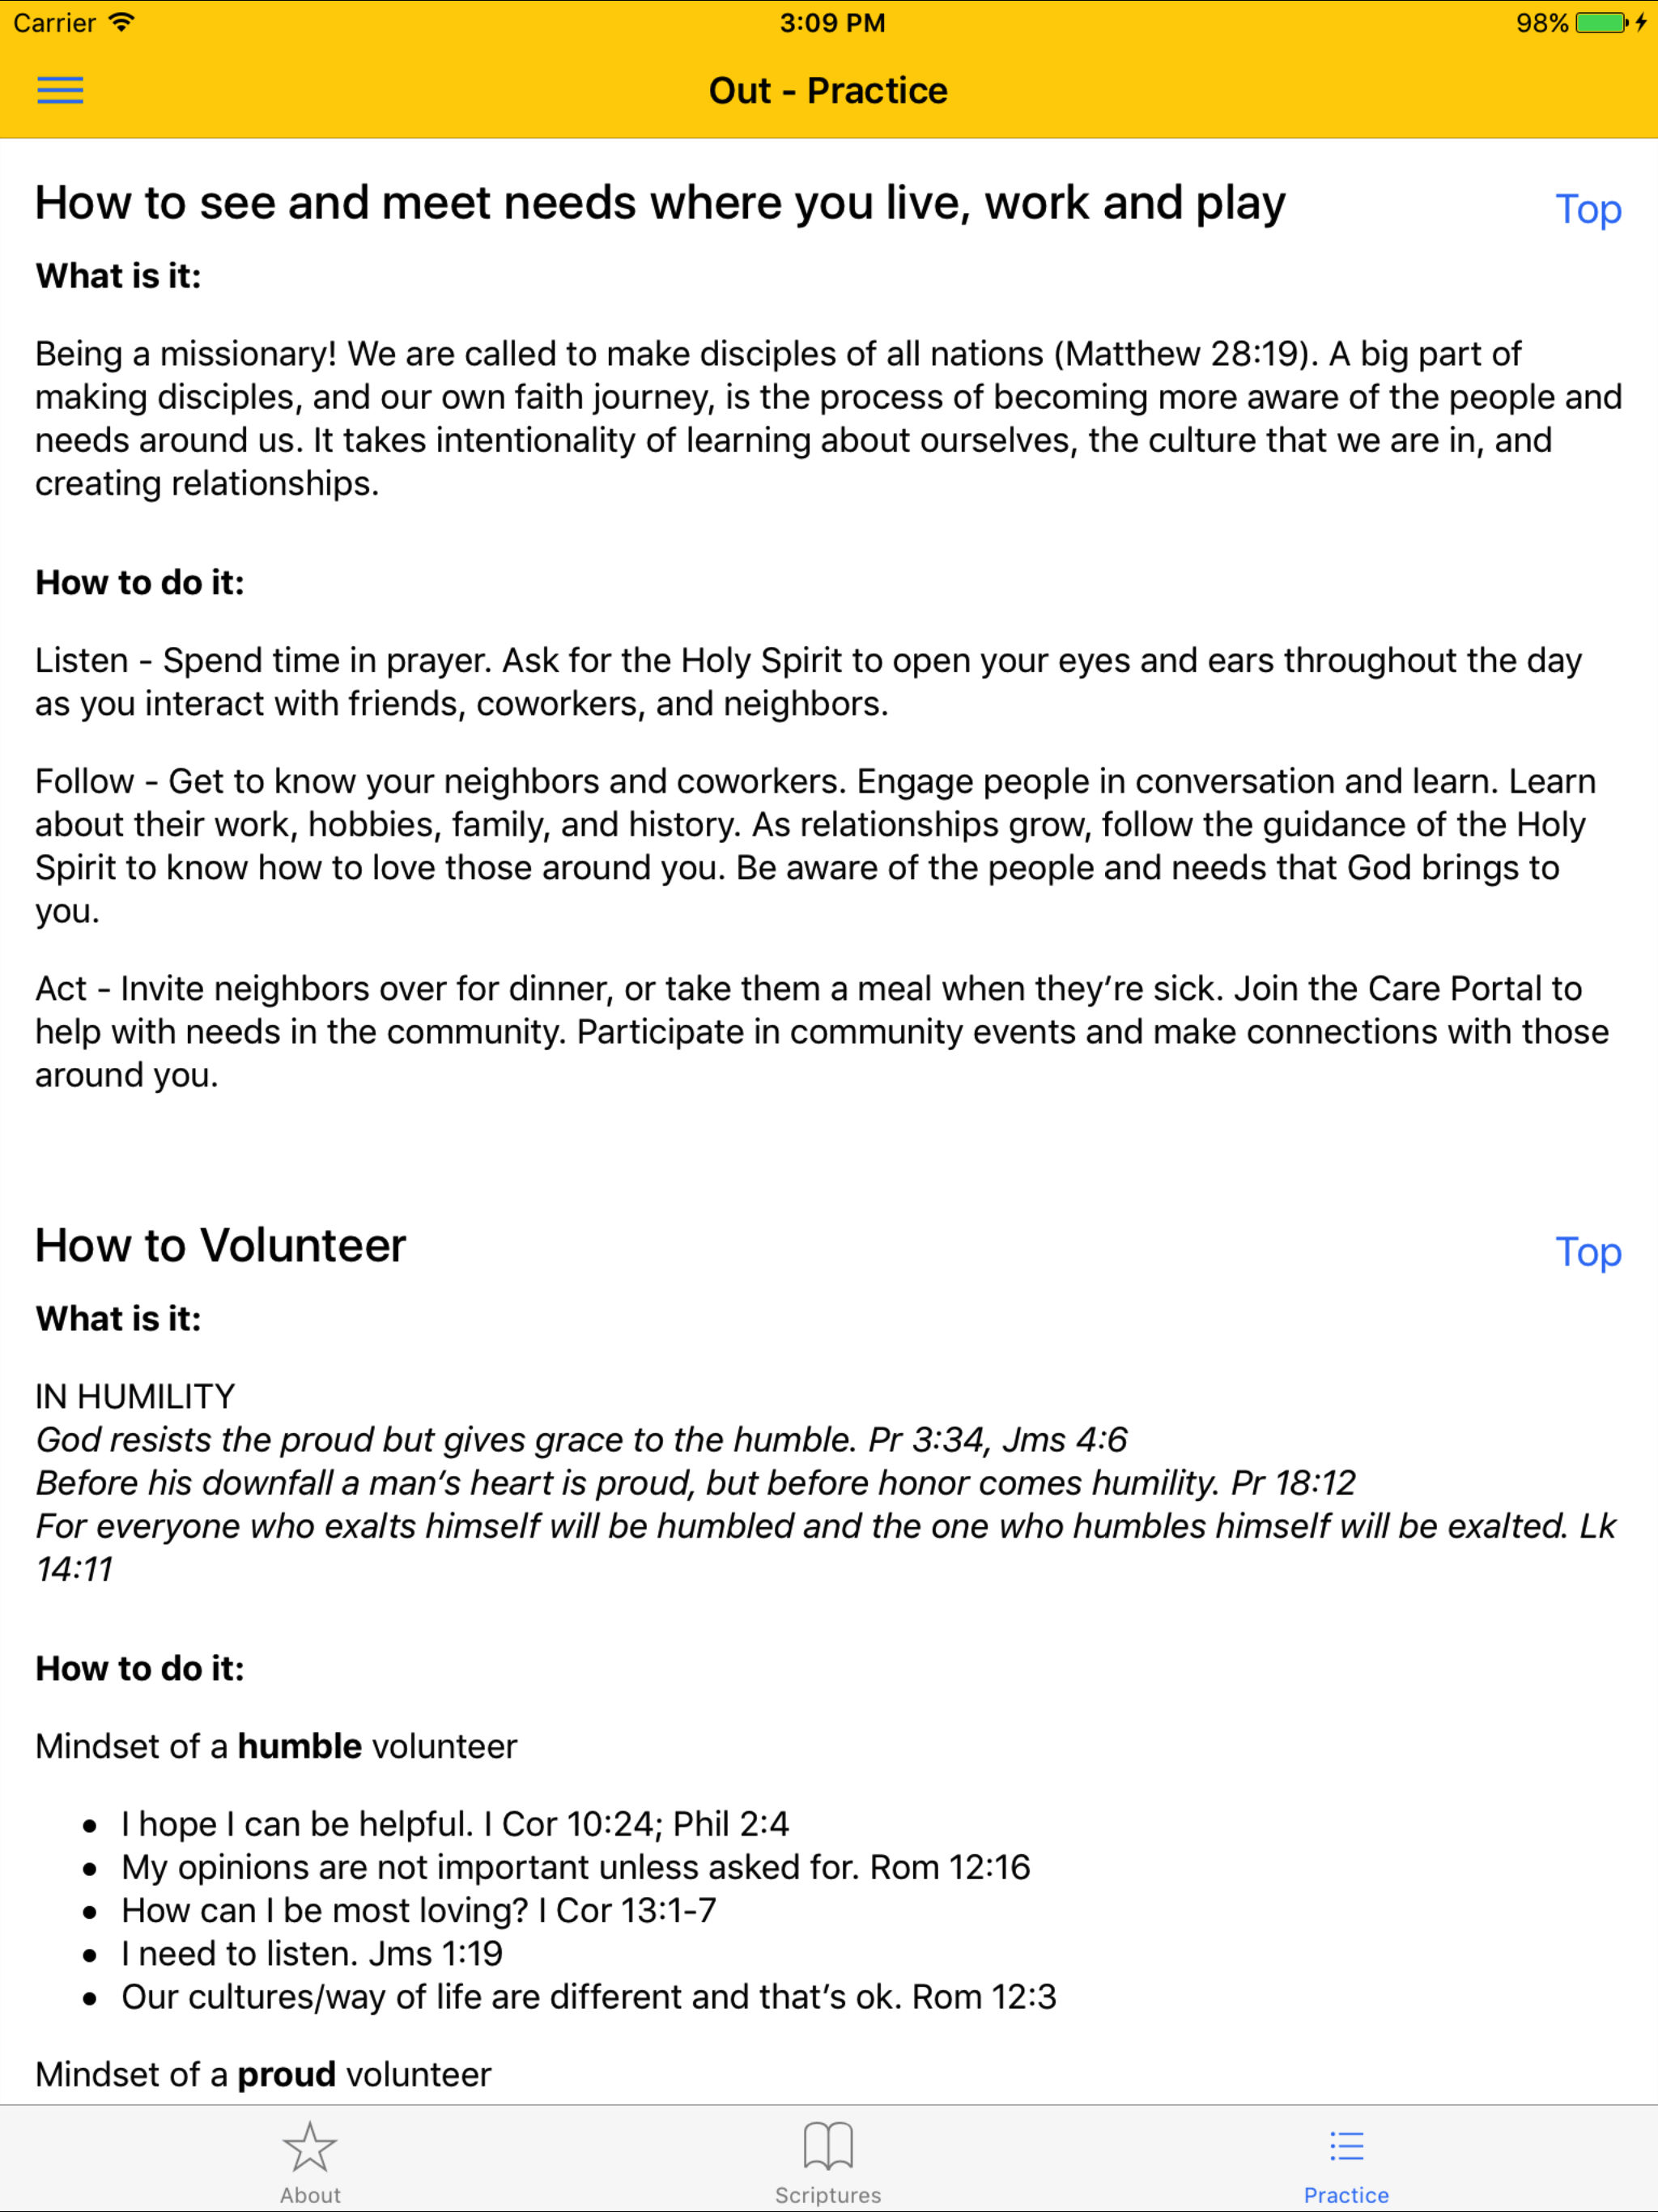 Carrier
3:09 PM
98%
Out - Practice
How to see and meet needs where you live, work and play
Top
What is it:
Being a missionary! We are called to make disciples of all nations (Matthew 28:19). A big part of
making disciples, and our own faith journey, is the process of becoming more aware of the people and
needs around us. It takes intentionality of learning about ourselves, the culture that we are in, and
creating relationships.
How to do it:
Listen - Spend time in prayer. Ask for the Holy Spirit to open your eyes and ears throughout the day
as you interact with friends, coworkers, and neighbors.
Follow - Get to know your neighbors and coworkers. Engage people in conversation and learn. Learn
about their work, hobbies, family, and history. As relationships grow, follow the guidance of the Holy
Spirit to know how to love those around you. Be aware of the people and needs that God brings to
you.
Act - Invite neighbors over for dinner, or take them a meal when they’re sick. Join the Care Portal to
help with needs in the community. Participate in community events and make connections with those
around you.
How to Volunteer
Top
What is it:
IN HUMILITY
God resists the proud but gives grace to the humble. Pr 3:34, Jms 4:6
Before his downfall a man’s heart is proud, but before honor comes humility. Pr 18:12
For everyone who exalts himself will be humbled and the one who humbles himself will be exalted. Lk
14:11
How to do it:
Mindset of a humble volunteer
• I hope I can be helpful. I Cor 10:24; Phil 2:4
• My opinions are not important unless asked for. Rom 12:16
• How can I be most loving? I Cor 13:1-7
• I need to listen. Jms 1:19
• Our cultures/way of life are different and that’s ok. Rom 12:3
Mindset of a proud volunteer
About
Scriptures
Practice